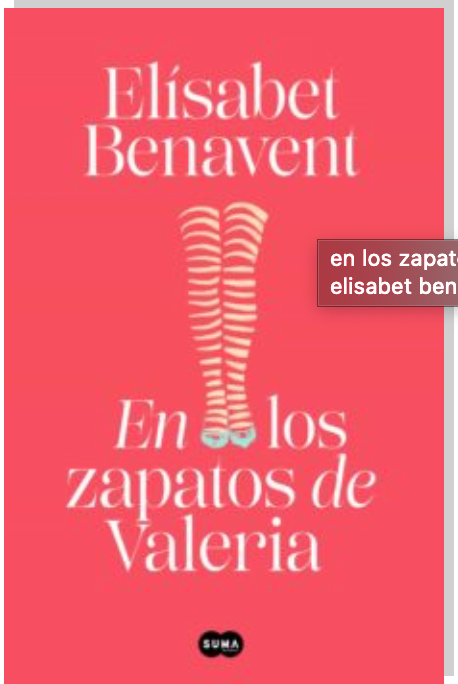 Elísabet
Benavent
en los zapat
elisabet ben
En los
zapatos de
Valeria
SUMA